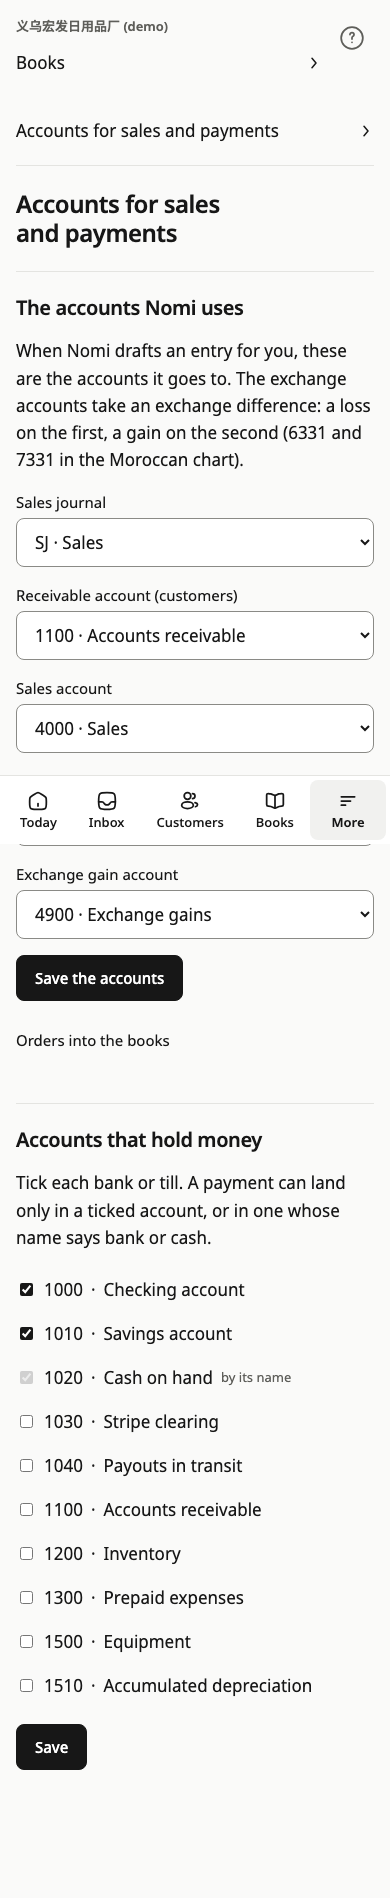 义乌宏发日用品厂 (demo)
Books
Accounts for sales and payments
Accounts for sales
and payments
The accounts Nomi uses
When Nomi drafts an entry for you, these
are the accounts it goes to. The exchange
accounts take an exchange difference: a loss
on the first, a gain on the second (6331 and
7331 in the Moroccan chart).
Sales journal
SJ · Sales
Receivable account (customers)
1100 · Accounts receivable
Sales account
4000 · Sales
Today Inbox Customers Books More
Exchange gain account
4900 · Exchange gains
Save the accounts
Orders into the books
Accounts that hold money
Tick each bank or till. A payment can land
only in a ticked account, or in one whose
name says bank or cash.
1000 · Checking account
1010 · Savings account
1020 · Cash on hand by its name
1030 · Stripe clearing
1040 · Payouts in transit
1100 · Accounts receivable
1200 · Inventory
1300 · Prepaid expenses
1500 · Equipment
1510 · Accumulated depreciation
Save